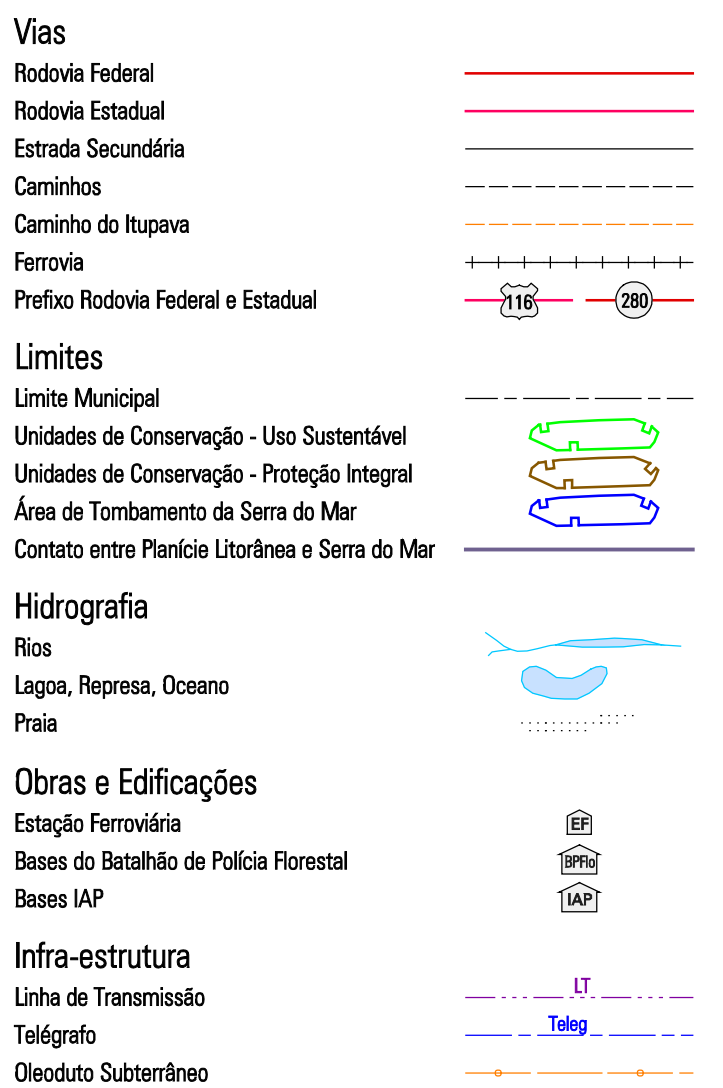 Vias
Rodovia Federal
Rodovia Estadual
Estrada Secundária
Caminhos
Caminho do Itupava
Ferrovia
Prefixo Rodovia Federal e Estadual 116 280
Limites
Limite Municipal
Unidades de Conservação - Uso Sustentável
Unidades de Conservação - Proteção Integral
Área de Tombamento da Serra do Mar
Contato entre Planície Litorânea e Serra do Mar
Hidrografia
Rios
Lagoa, Represa, Oceano
Praia
Obras e Edificações
Estação Ferroviária EF
Bases do Batalhão de Polícia Florestal BPFlo
Bases IAP IAP
Infra-estrutura
Linha de Transmissão LT
Telégrafo Teleg
Oleoduto Subterrâneo